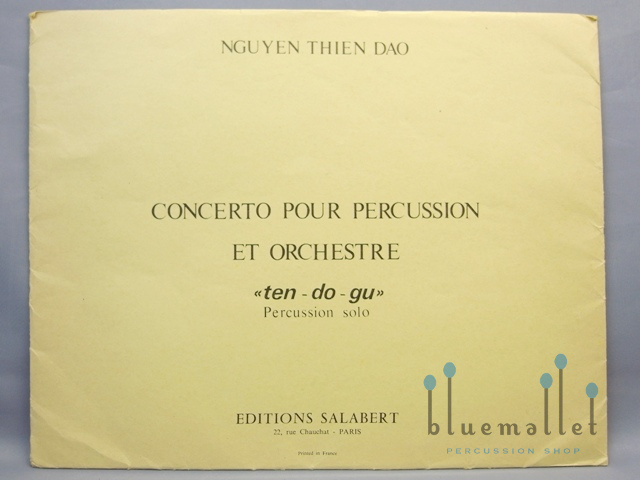 NGUYEN THIEN DAO
CONCERTO POUR PERCUSSION
ET ORCHESTRE
«ten - do - gu»
Percussion solo
EDITIONS SALABERT
22, rue Chauchat - PARIS
Printed in France
bluemallet
PERCUSSION SHOP